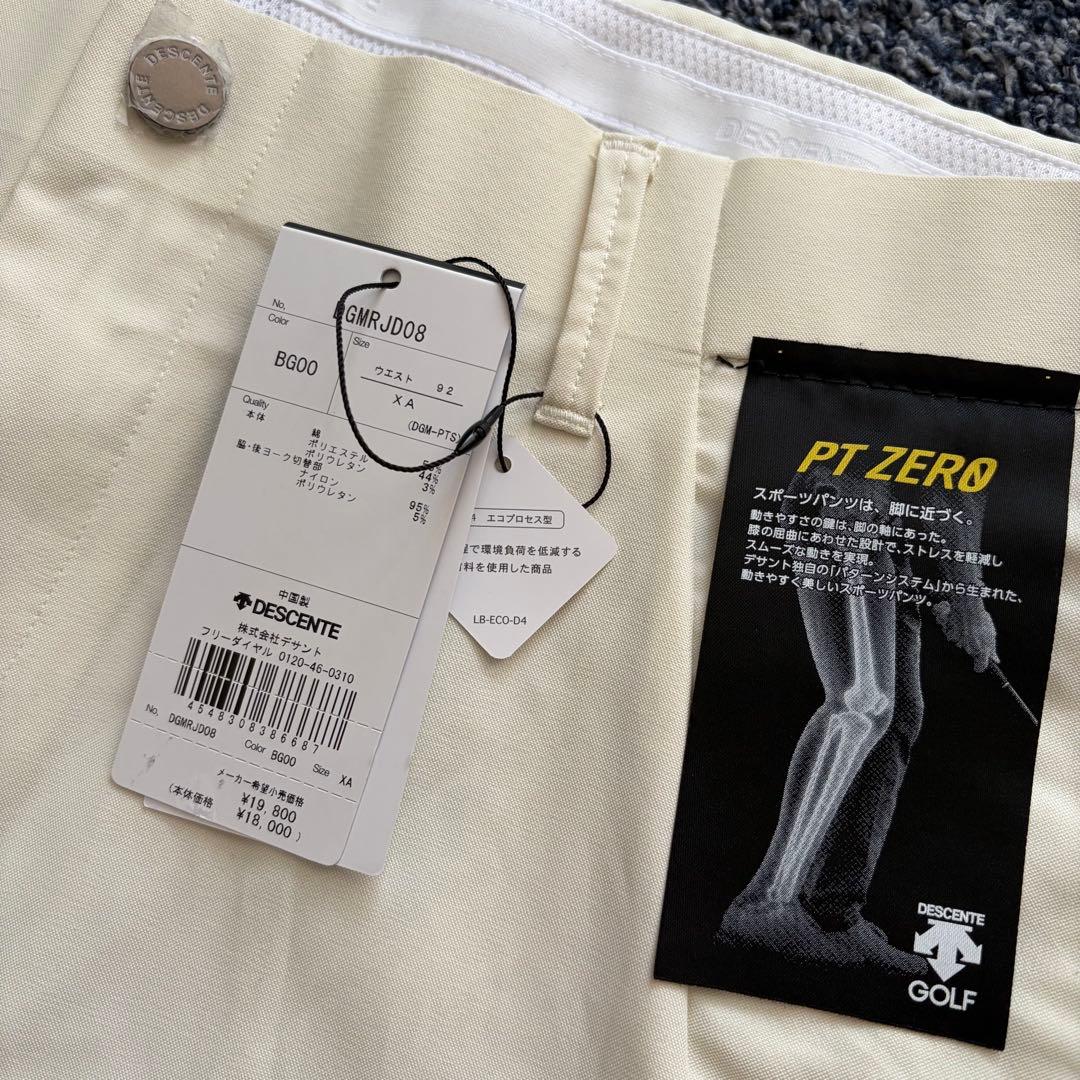 DESCENTE
DESCENTE
DESCENTE
No. DGMRJD08
Color
BG00
Size
ウエスト 92
XA
(DGM-PTS)
Quality
本体
綿
ポリエステル 44%
ポリウレタン 3%
脇・後ヨーク切替部
ナイロン 95%
ポリウレタン 5%
中国製
DESCENTE
株式会社デサント
フリーダイヤル 0120-46-0310
4548308386687
No. DGMRJD08 Color BG00 Size XA
メーカー希望小売価格
¥19,800
(本体価格 ¥18,000)
4 エコプロセス型
程で環境負荷を低減する
料を使用した商品
LB-ECO-D4
PT ZERO
スポーツパンツは、脚に近づく。
動きやすさの鍵は、脚の軸にあった。
膝の屈曲にあわせた設計で、ストレスを軽減し
スムーズな動きを実現。
デサント独自の「パターンシステム」から生まれた、
動きやすく美しいスポーツパンツ。
DESCENTE
GOLF